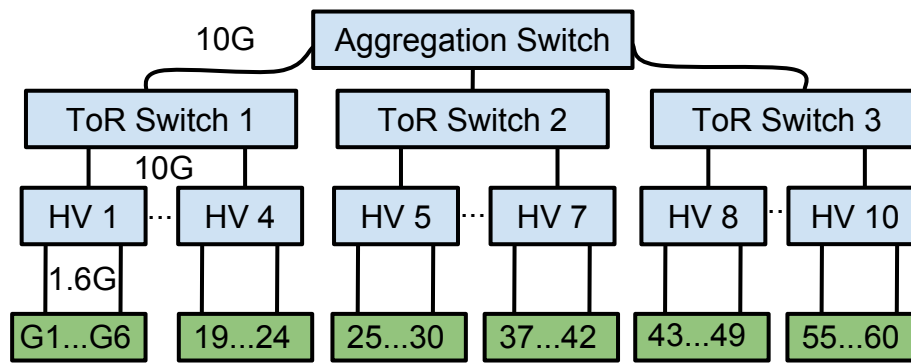 10G
Aggregation Switch
ToR Switch 1
ToR Switch 2
ToR Switch 3
10G
HV 1
...
HV 4
HV 5
...
HV 7
HV 8
...
HV 10
1.6G
G1...G6
19...24
25...30
37...42
43...49
55...60